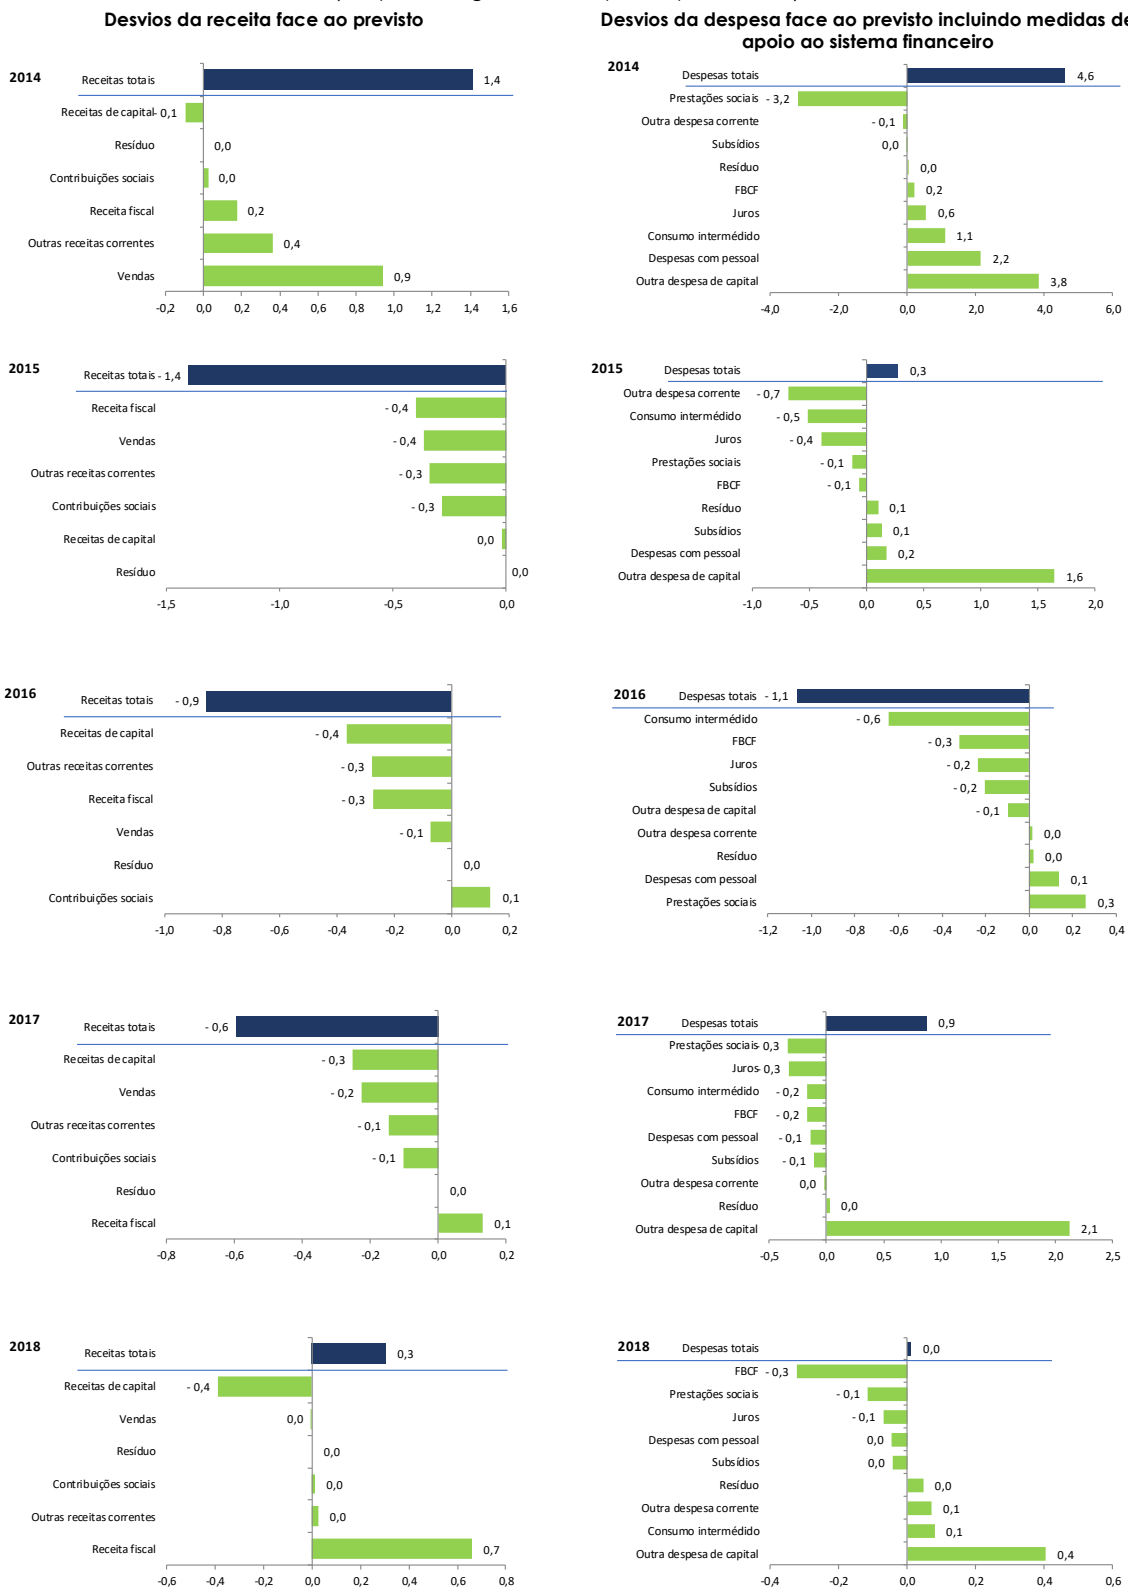 Desvios da receita face ao previsto
Desvios da despesa face ao previsto incluindo medidas de
apoio ao sistema financeiro
2014
Receitas totais 1,4
Receitas de capital - 0,1
Resíduo 0,0
Contribuições sociais 0,0
Receita fiscal 0,2
Outras receitas correntes 0,4
Vendas 0,9
-0,2 0,0 0,2 0,4 0,6 0,8 1,0 1,2 1,4 1,6
2014
Despesas totais 4,6
Prestações sociais - 3,2
Outra despesa corrente - 0,1
Subsídios 0,0
Resíduo 0,0
FBCF 0,2
Juros 0,6
Consumo intermédido 1,1
Despesas com pessoal 2,2
Outra despesa de capital 3,8
-4,0 -2,0 0,0 2,0 4,0 6,0
2015
Receitas totais - 1,4
Receita fiscal - 0,4
Vendas - 0,4
Outras receitas correntes - 0,3
Contribuições sociais - 0,3
Receitas de capital 0,0
Resíduo 0,0
-1,5 -1,0 -0,5 0,0
2015
Despesas totais 0,3
Outra despesa corrente - 0,7
Consumo intermédido - 0,5
Juros - 0,4
Prestações sociais - 0,1
FBCF - 0,1
Resíduo 0,1
Subsídios 0,1
Despesas com pessoal 0,2
Outra despesa de capital 1,6
-1,0 -0,5 0,0 0,5 1,0 1,5 2,0
2016
Receitas totais - 0,9
Receitas de capital - 0,4
Outras receitas correntes - 0,3
Receita fiscal - 0,3
Vendas - 0,1
Resíduo 0,0
Contribuições sociais 0,1
-1,0 -0,8 -0,6 -0,4 -0,2 0,0 0,2
2016
Despesas totais - 1,1
Consumo intermédido - 0,6
FBCF - 0,3
Juros - 0,2
Subsídios - 0,2
Outra despesa de capital - 0,1
Outra despesa corrente 0,0
Resíduo 0,0
Despesas com pessoal 0,1
Prestações sociais 0,3
-1,2 -1,0 -0,8 -0,6 -0,4 -0,2 0,0 0,2 0,4
2017
Receitas totais - 0,6
Receitas de capital - 0,3
Vendas - 0,2
Outras receitas correntes - 0,1
Contribuições sociais - 0,1
Resíduo 0,0
Receita fiscal 0,1
-0,8 -0,6 -0,4 -0,2 0,0 0,2
2017
Despesas totais 0,9
Prestações sociais - 0,3
Juros - 0,3
Consumo intermédido - 0,2
FBCF - 0,2
Despesas com pessoal - 0,1
Subsídios - 0,1
Outra despesa corrente 0,0
Resíduo 0,0
Outra despesa de capital 2,1
-0,5 0,0 0,5 1,0 1,5 2,0 2,5
2018
Receitas totais 0,3
Receitas de capital - 0,4
Vendas 0,0
Resíduo 0,0
Contribuições sociais 0,0
Outras receitas correntes 0,0
Receita fiscal 0,7
-0,6 -0,4 -0,2 0,0 0,2 0,4 0,6 0,8
2018
Despesas totais 0,0
FBCF - 0,3
Prestações sociais - 0,1
Juros - 0,1
Despesas com pessoal 0,0
Subsídios 0,0
Resíduo 0,0
Outra despesa corrente 0,1
Consumo intermédido 0,1
Outra despesa de capital 0,4
-0,4 -0,2 0,0 0,2 0,4 0,6